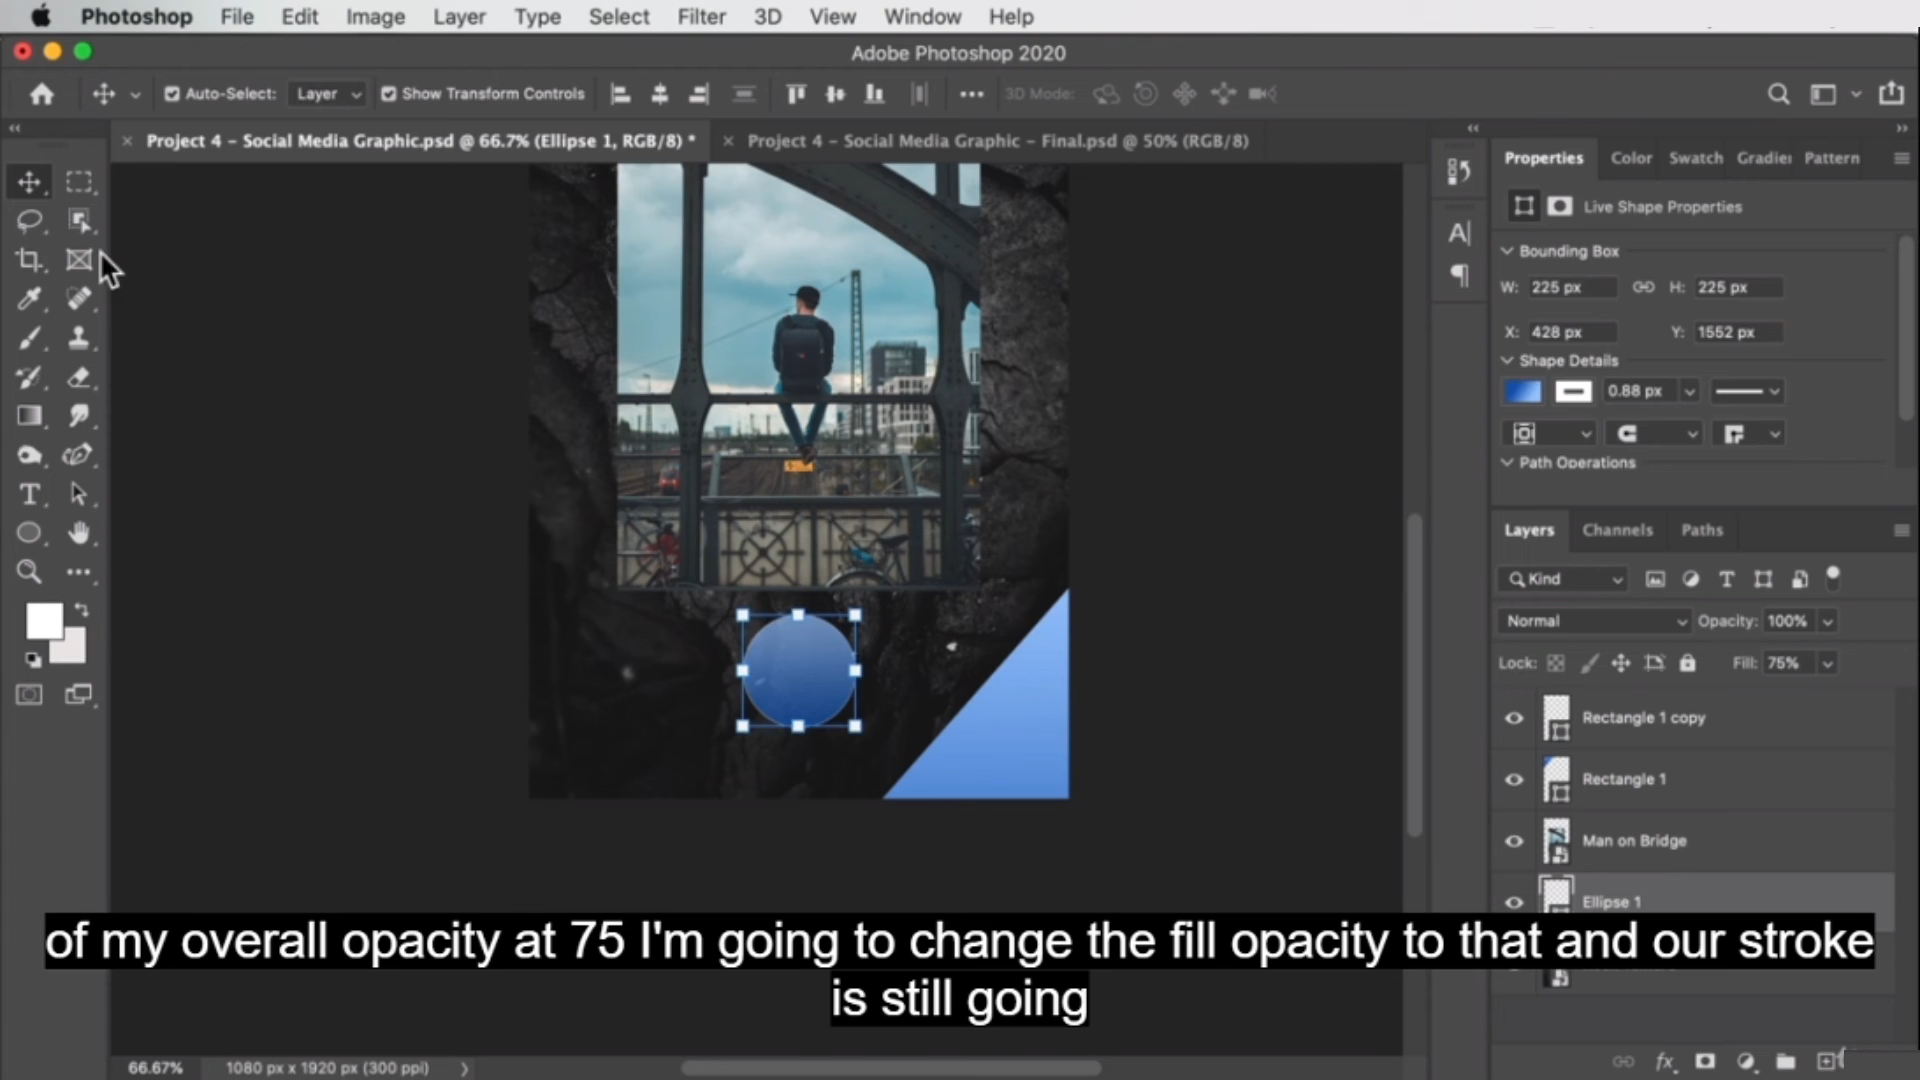 Photoshop File Edit Image Layer Type Select Filter 3D View Window Help
Adobe Photoshop 2020
Auto-Select: Layer Show Transform Controls 3D Mode:
Project 4 - Social Media Graphic.psd @ 66.7% (Ellipse 1, RGB/8) * Project 4 - Social Media Graphic - Final.psd @ 50% (RGB/8)
Properties Color Swatch Gradie Pattern
Live Shape Properties
Bounding Box
W: 225 px H: 225 px
X: 428 px Y: 1552 px
Shape Details
0.88 px
Path Operations
Layers Channels Paths
Kind
Normal Opacity: 100%
Lock: Fill: 75%
Rectangle 1 copy
Rectangle 1
Man on Bridge
Ellipse 1
of my overall opacity at 75 I'm going to change the fill opacity to that and our stroke
is still going
66.67% 1080 px x 1920 px (300 ppi)